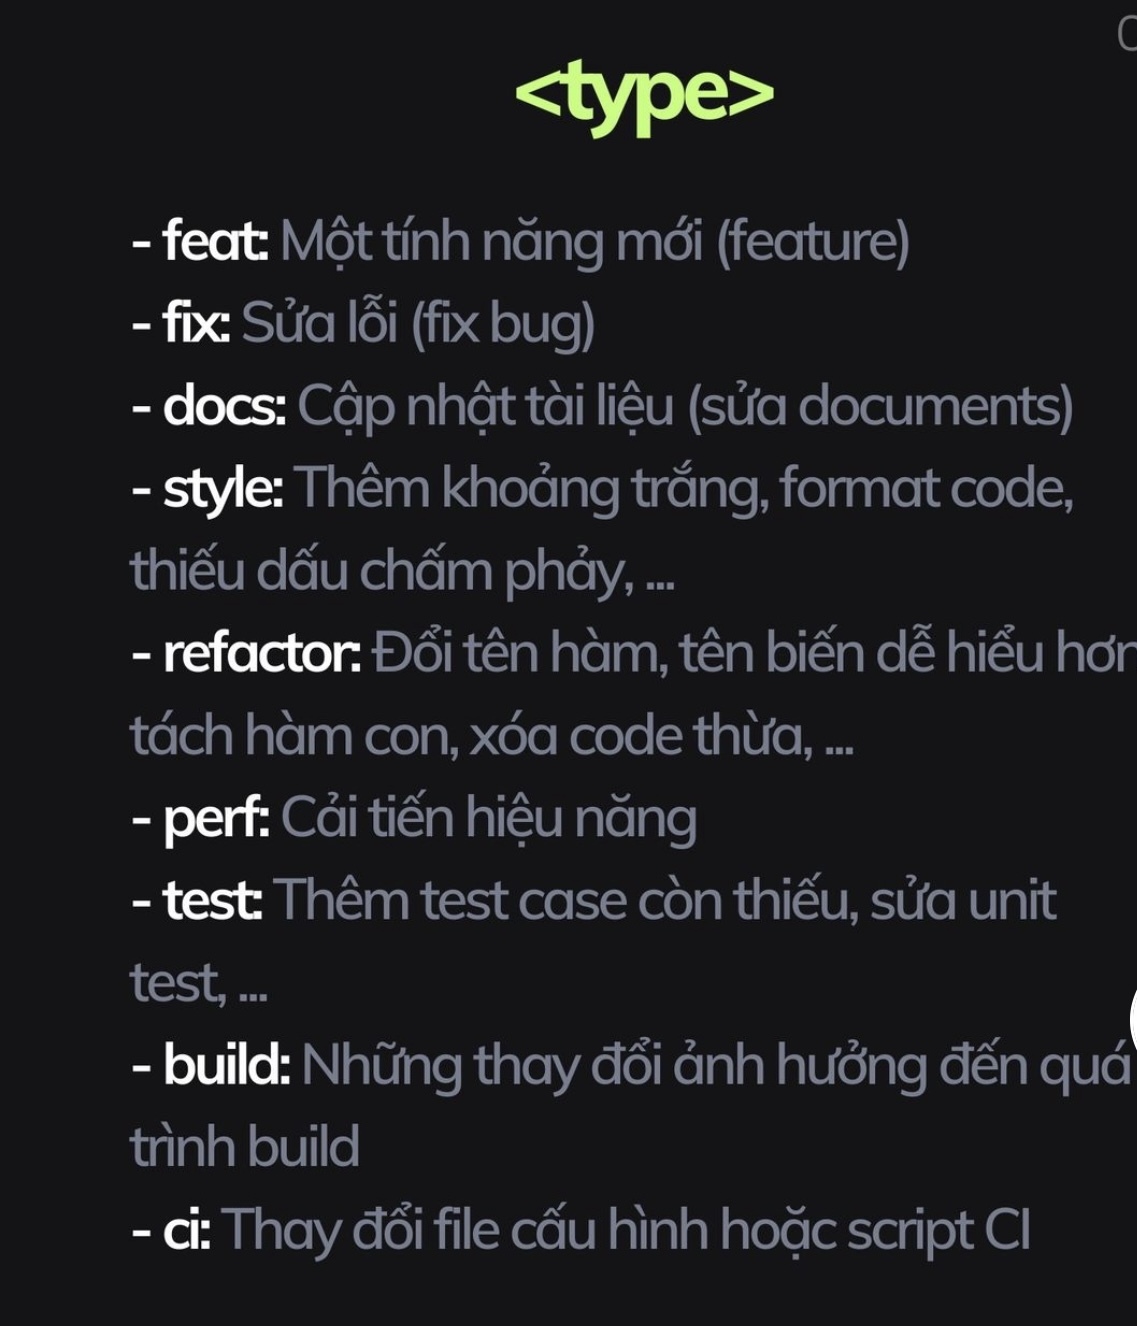 <type>
- feat: Một tính năng mới (feature)
- fix: Sửa lỗi (fix bug)
- docs: Cập nhật tài liệu (sửa documents)
- style: Thêm khoảng trắng, format code,
thiếu dấu chấm phảy, ...
- refactor: Đổi tên hàm, tên biến dễ hiểu hơn
tách hàm con, xóa code thừa, ...
- perf: Cải tiến hiệu năng
- test: Thêm test case còn thiếu, sửa unit
test, ...
- build: Những thay đổi ảnh hưởng đến quá
trình build
- ci: Thay đổi file cấu hình hoặc script CI